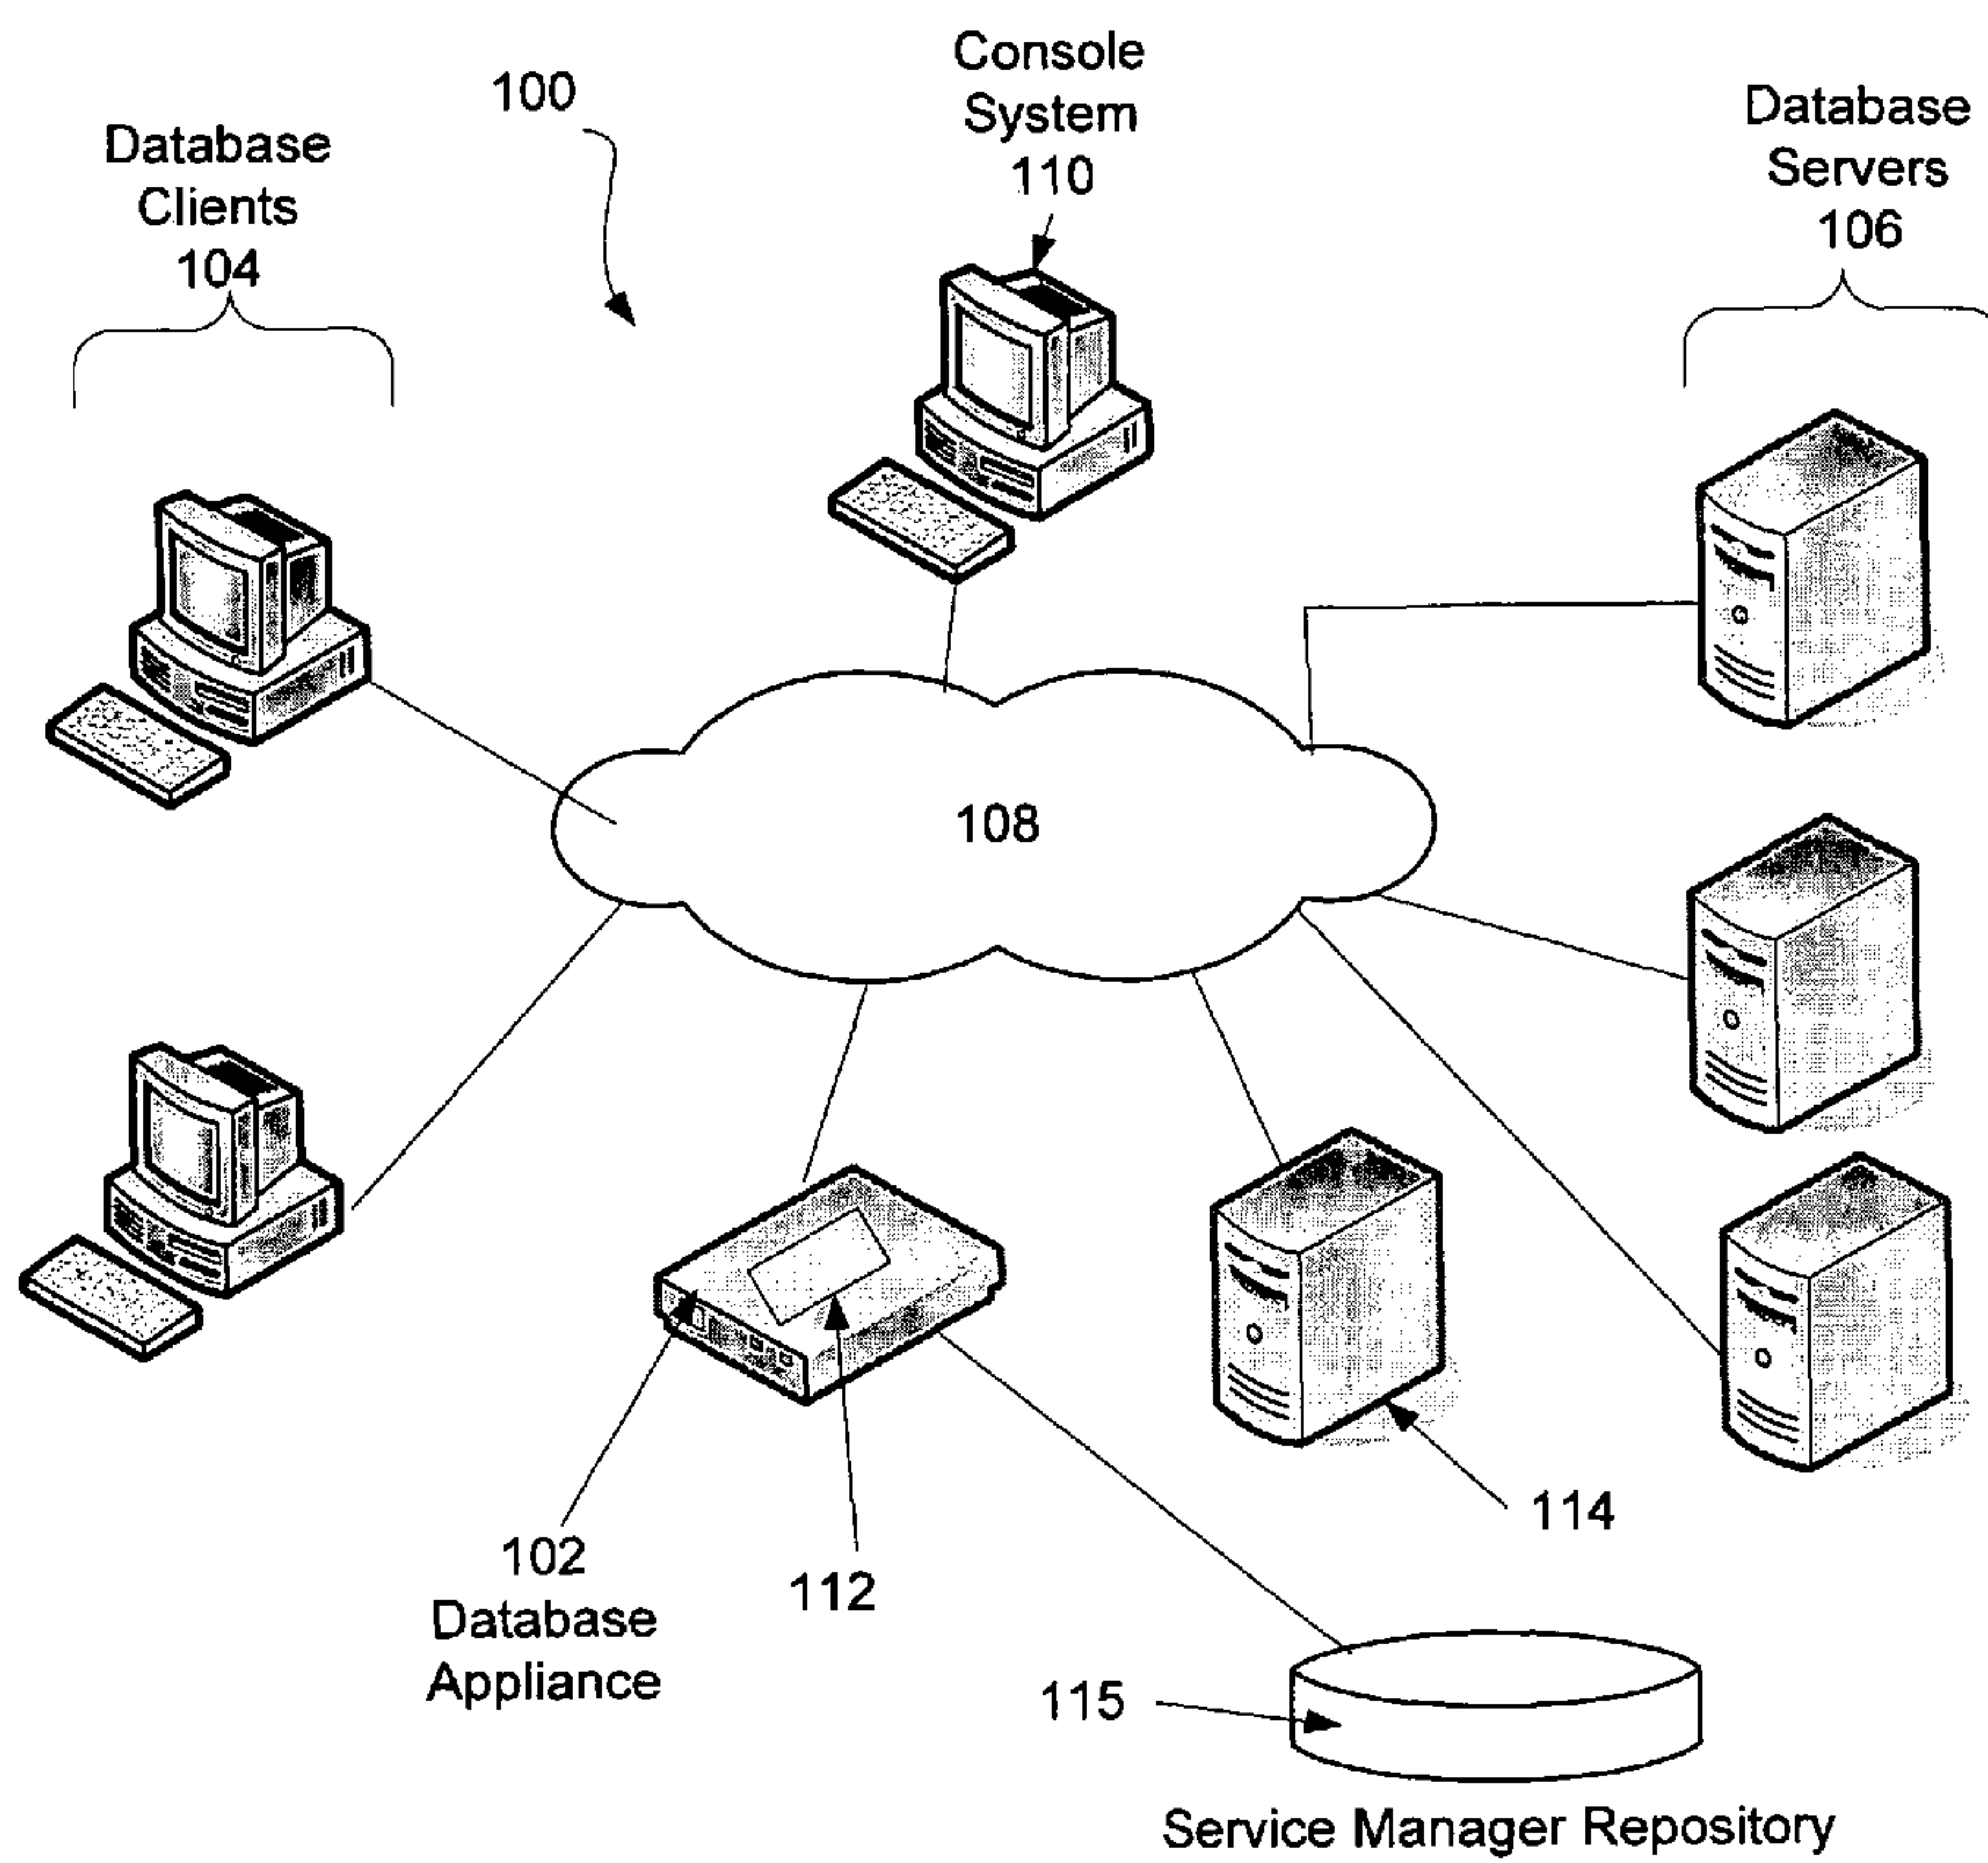 Console
System
110
100
Database
Clients
104
Database
Servers
106
108
114
102
Database
Appliance
112
115
Service Manager Repository